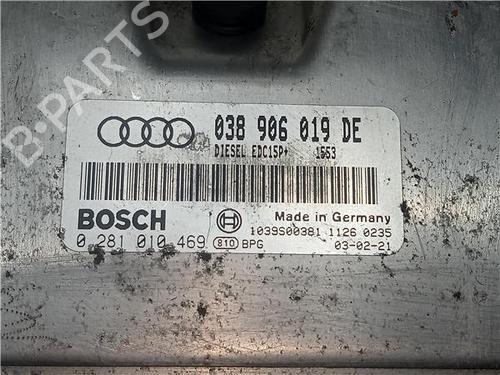 038 906 019 DE
DIESEL EDC15P+ 1553
BOSCH
Made in Germany
0 281 010 469
810 BPG
1039S00381 1126 0235
03-02-21
B-PARTS